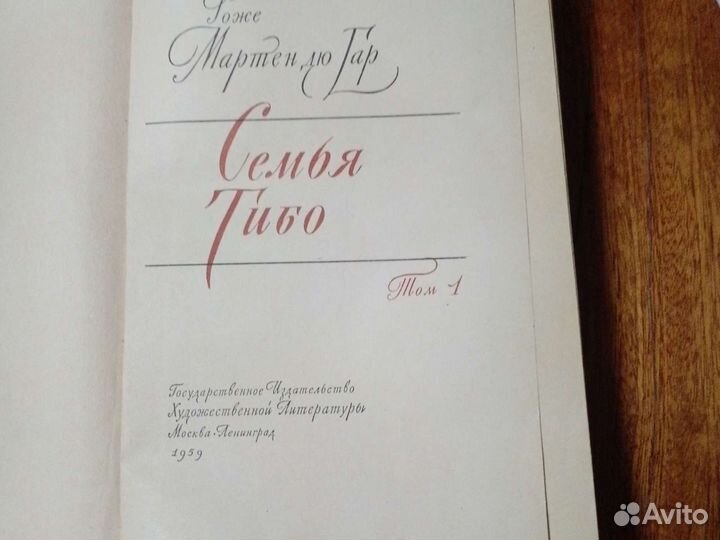 Роже
Мартен дю Гар
Семья
Тибо
Том 1
Государственное Издательство
Художественной Литературы
Москва·Ленинград
1959
Avito